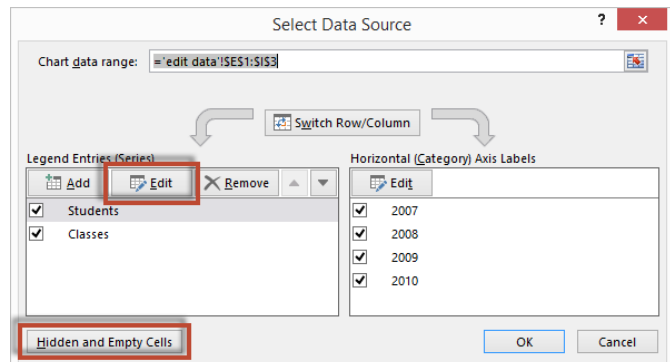 Select Data Source ? ×
Chart data range: ='edit data'!$E$1:$I$3
Switch Row/Column
Legend Entries (Series)
Add Edit Remove
Students
Classes
Horizontal (Category) Axis Labels
Edit
2007
2008
2009
2010
Hidden and Empty Cells
OK Cancel